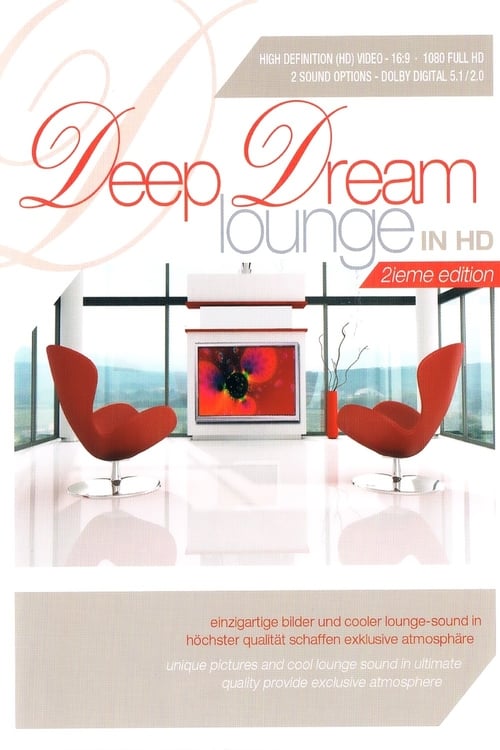 HIGH DEFINITION (HD) VIDEO - 16:9 · 1080 FULL HD
2 SOUND OPTIONS - DOLBY DIGITAL 5.1 / 2.0
Deep Dream
lounge IN HD
2ieme edition
einzigartige bilder und cooler lounge-sound in
höchster qualität schaffen exklusive atmosphäre
unique pictures and cool lounge sound in ultimate
quality provide exclusive atmosphere